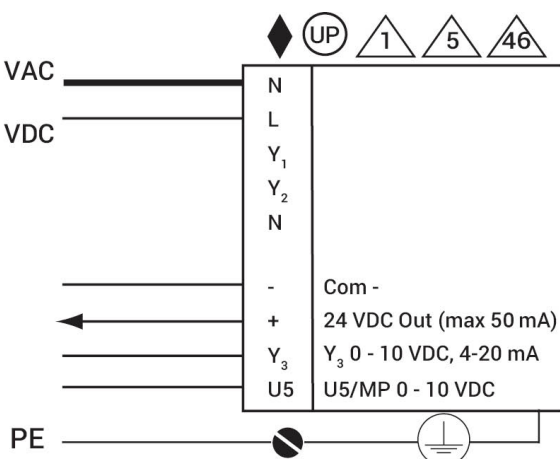 UP 1 5 46
VAC
VDC
N
L
Y1
Y2
N
- Com -
+ 24 VDC Out (max 50 mA)
Y3 Y3 0 - 10 VDC, 4-20 mA
U5 U5/MP 0 - 10 VDC
PE